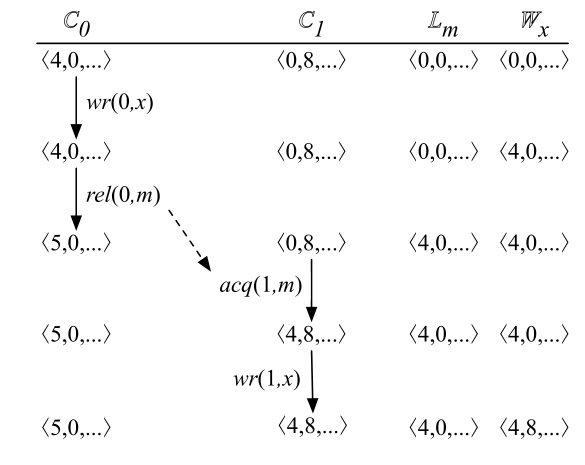 ℂ0 ℂ1 𝕃m 𝕎x
⟨4,0,...⟩ ⟨0,8,...⟩ ⟨0,0,...⟩ ⟨0,0,...⟩
wr(0,x)
⟨4,0,...⟩ ⟨0,8,...⟩ ⟨0,0,...⟩ ⟨4,0,...⟩
rel(0,m)
⟨5,0,...⟩ ⟨0,8,...⟩ ⟨4,0,...⟩ ⟨4,0,...⟩
acq(1,m)
⟨5,0,...⟩ ⟨4,8,...⟩ ⟨4,0,...⟩ ⟨4,0,...⟩
wr(1,x)
⟨5,0,...⟩ ⟨4,8,...⟩ ⟨4,0,...⟩ ⟨4,8,...⟩